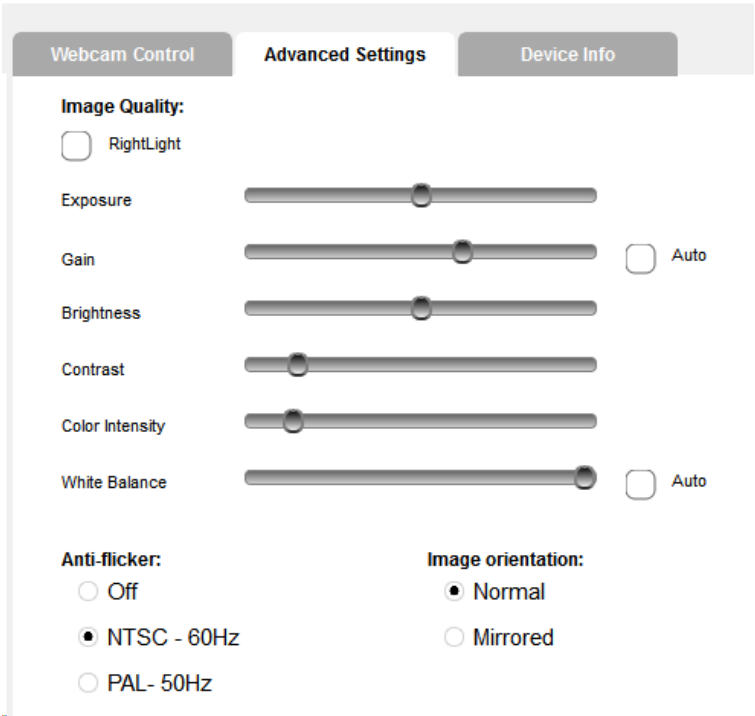 Webcam Control Advanced Settings Device Info
Image Quality:
RightLight
Exposure
Gain Auto
Brightness
Contrast
Color Intensity
White Balance Auto
Anti-flicker: Image orientation:
Off Normal
NTSC - 60Hz Mirrored
PAL- 50Hz